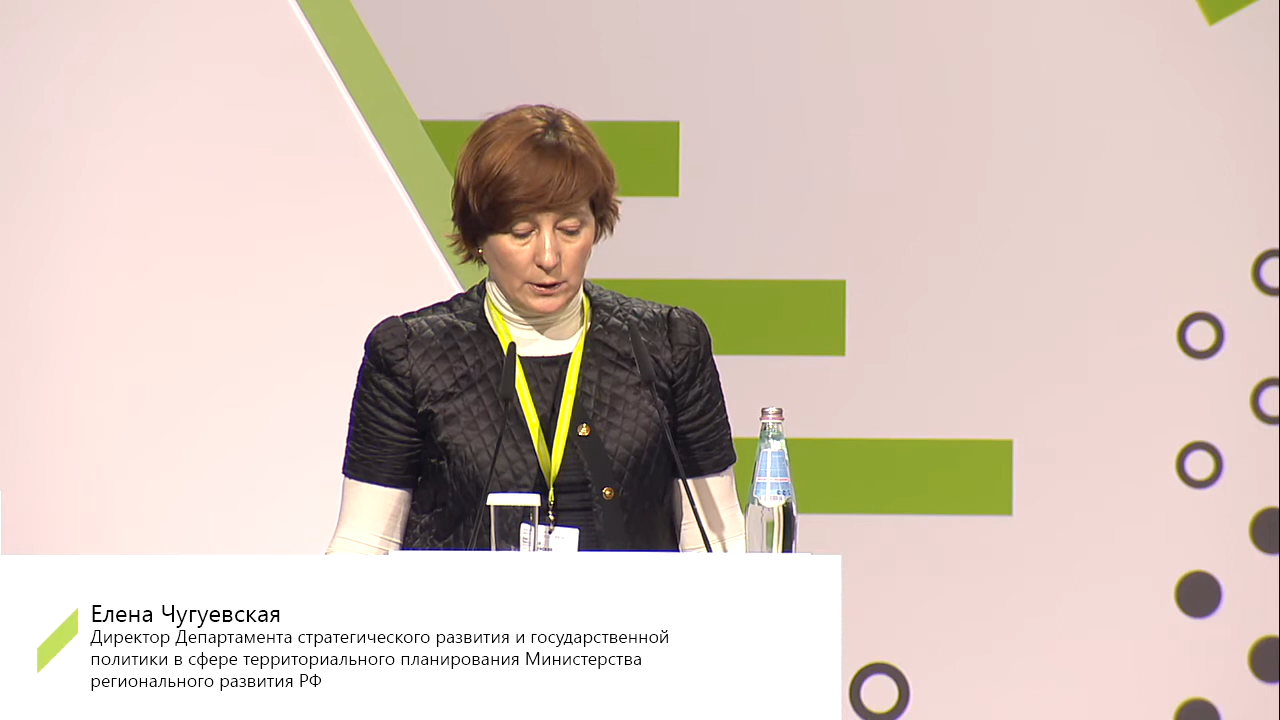 Елена Чугуевская
Директор Департамента стратегического развития и государственной
политики в сфере территориального планирования Министерства
регионального развития РФ